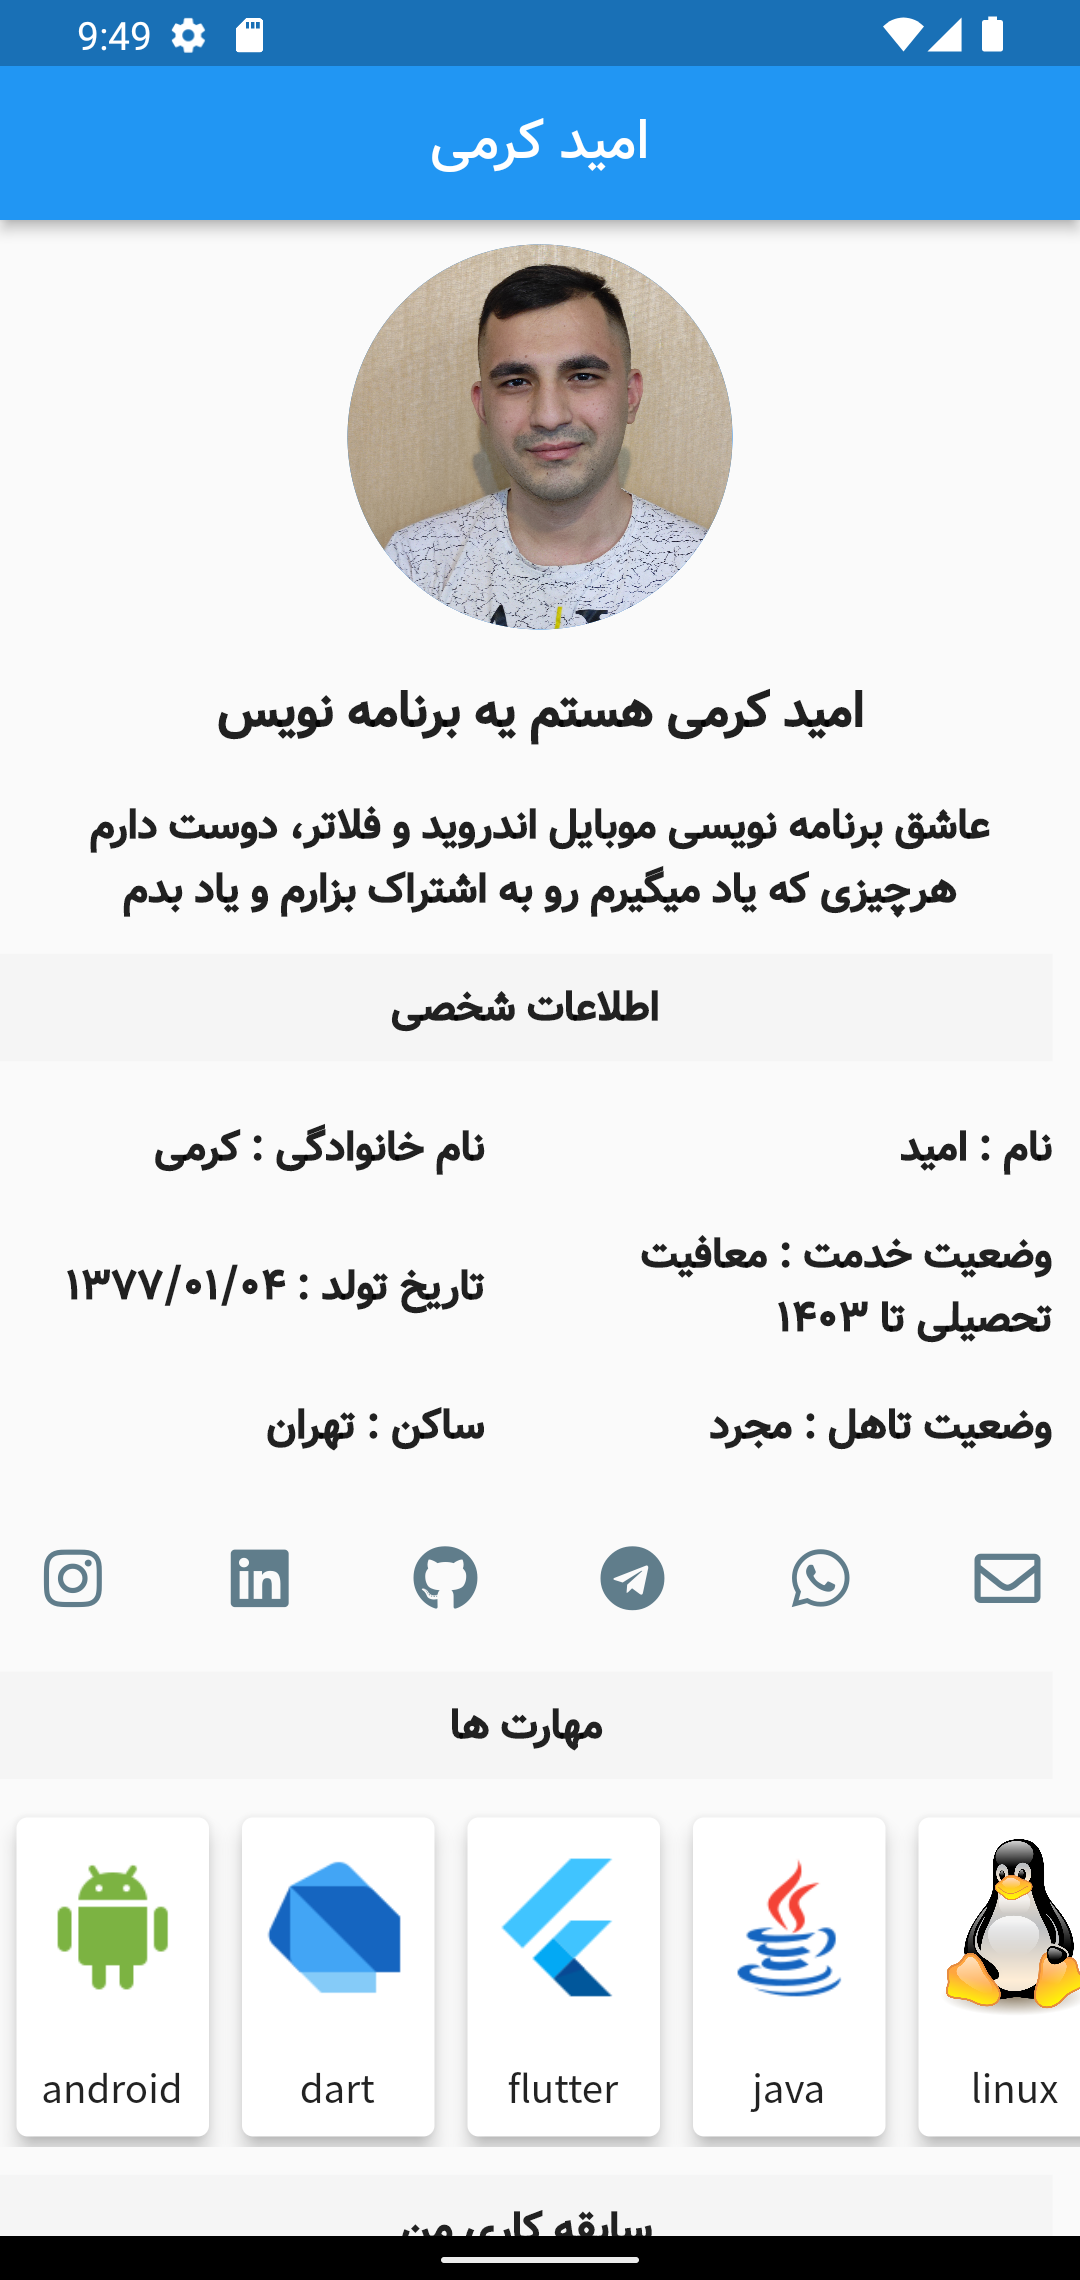 9:49
امید کرمی
امید کرمی هستم یه برنامه نویس
عاشق برنامه نویسی موبایل اندروید و فلاتر، دوست دارم
هرچیزی که یاد میگیرم رو به اشتراک بزارم و یاد بدم
اطلاعات شخصی
نام : امید
نام خانوادگی : کرمی
وضعیت خدمت : معافیت
تحصیلی تا ۱۴۰۳
تاریخ تولد : ۱۳۷۷/۰۱/۰۴
وضعیت تاهل : مجرد
ساکن : تهران
مهارت ها
android
dart
flutter
java
linux
سابقه کاری من